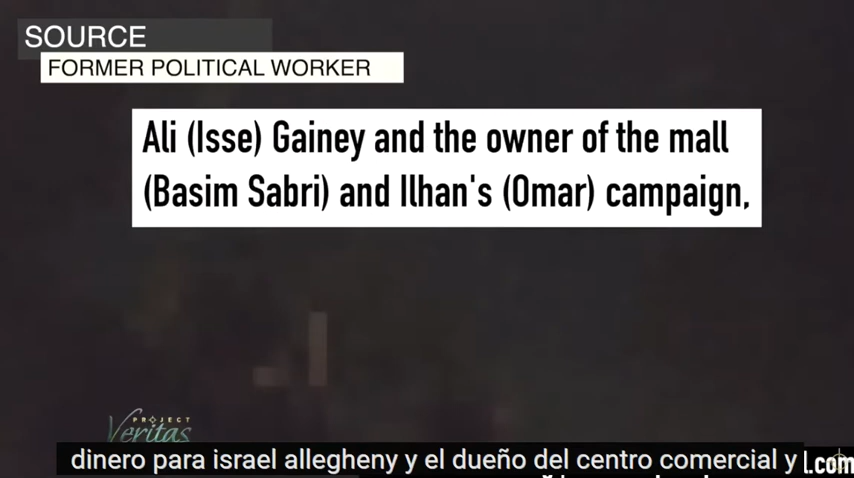 SOURCE
FORMER POLITICAL WORKER
Ali (Isse) Gainey and the owner of the mall
(Basim Sabri) and Ilhan's (Omar) campaign,
PROJECT
Veritas
dinero para israel allegheny y el dueño del centro comercial y
l.com